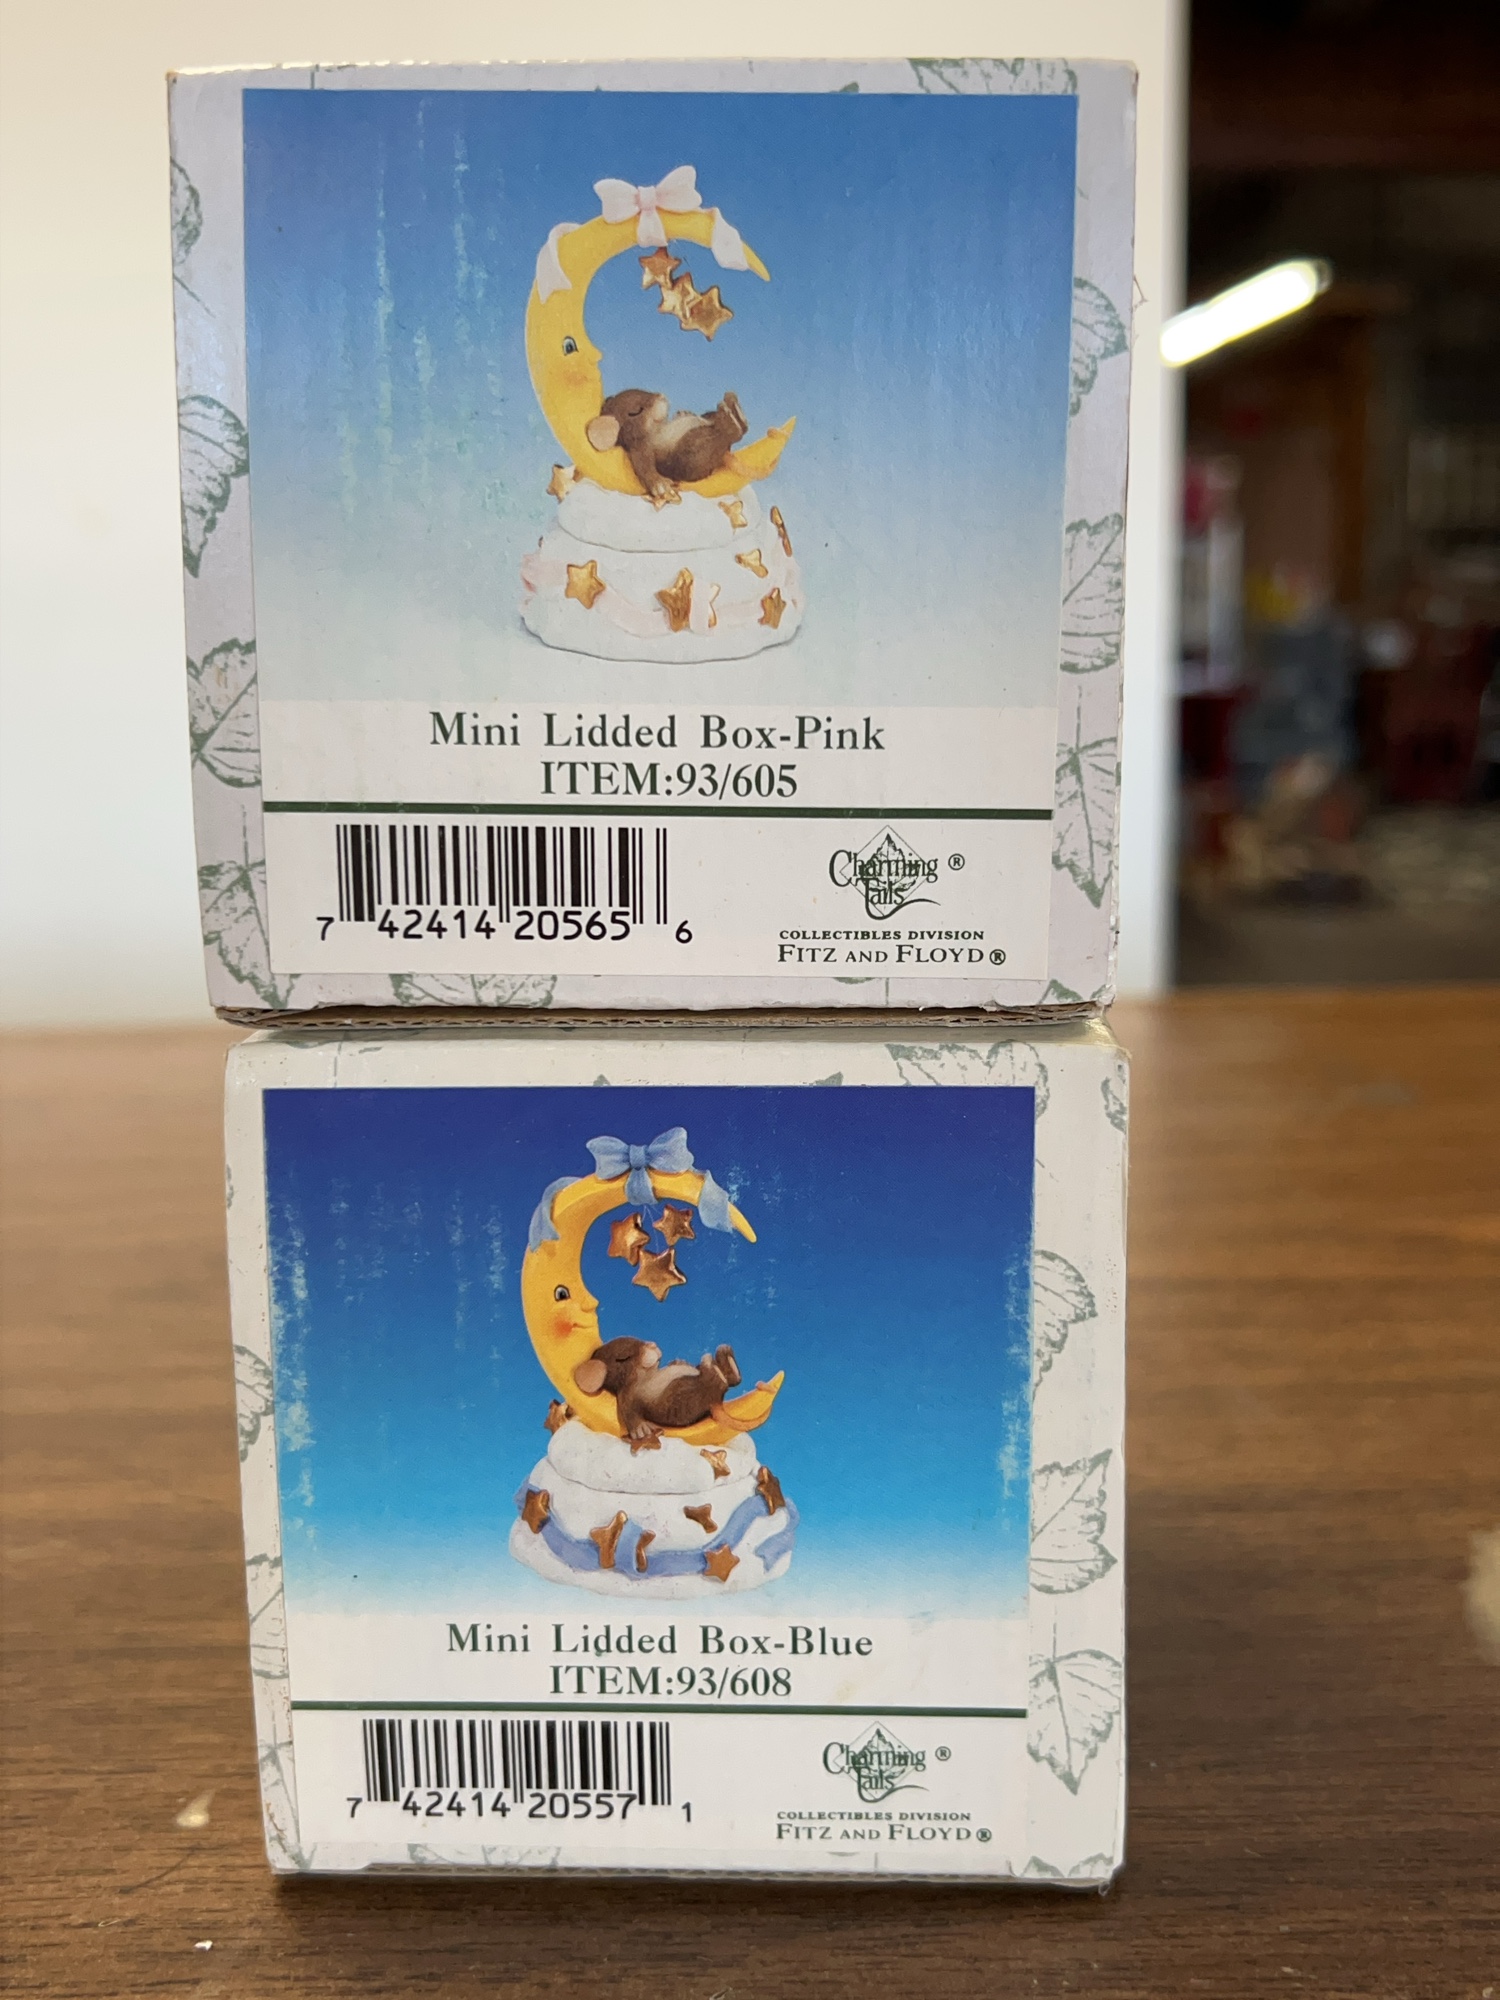 Mini Lidded Box-Pink
ITEM:93/605
7 42414 20565 6
Charming ®
Tails
COLLECTIBLES DIVISION
FITZ AND FLOYD®
Mini Lidded Box-Blue
ITEM:93/608
7 42414 20557 1
Charming ®
Tails
COLLECTIBLES DIVISION
FITZ AND FLOYD®